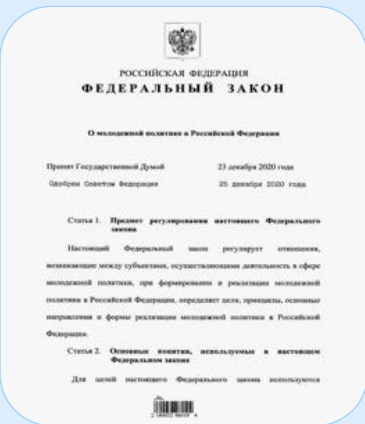 РОССИЙСКАЯ ФЕДЕРАЦИЯ
ФЕДЕРАЛЬНЫЙ ЗАКОН
О молодежной политике в Российской Федерации
Принят Государственной Думой 23 декабря 2020 года
Одобрен Советом Федерации 25 декабря 2020 года
Статья 1. Предмет регулирования настоящего Федерального
закона
Настоящий Федеральный закон регулирует отношения,
возникающие между субъектами, осуществляющими деятельность в сфере
молодежной политики, при формировании и реализации молодежной
политики в Российской Федерации, определяет цели, принципы, основные
направления и формы реализации молодежной политики в Российской
Федерации.
Статья 2. Основные понятия, используемые в настоящем
Федеральном законе
Для целей настоящего Федерального закона используются